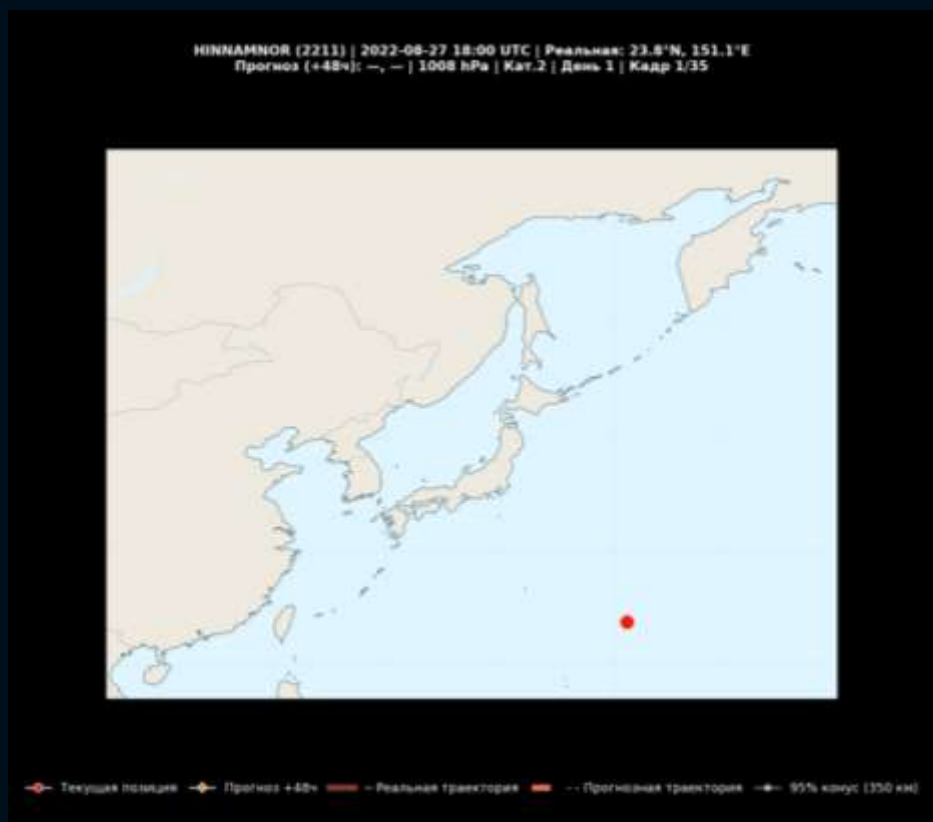 HINNAMNOR (2211) | 2022-08-27 18:00 UTC | Реальная: 23.8°N, 151.1°E
Прогноз (+48ч): —, — | 1008 hPa | Кат.2 | День 1 | Кадр 1/35
Текущая позиция Прогноз +48ч – Реальная траектория -- Прогнозная траектория 95% конус (350 км)